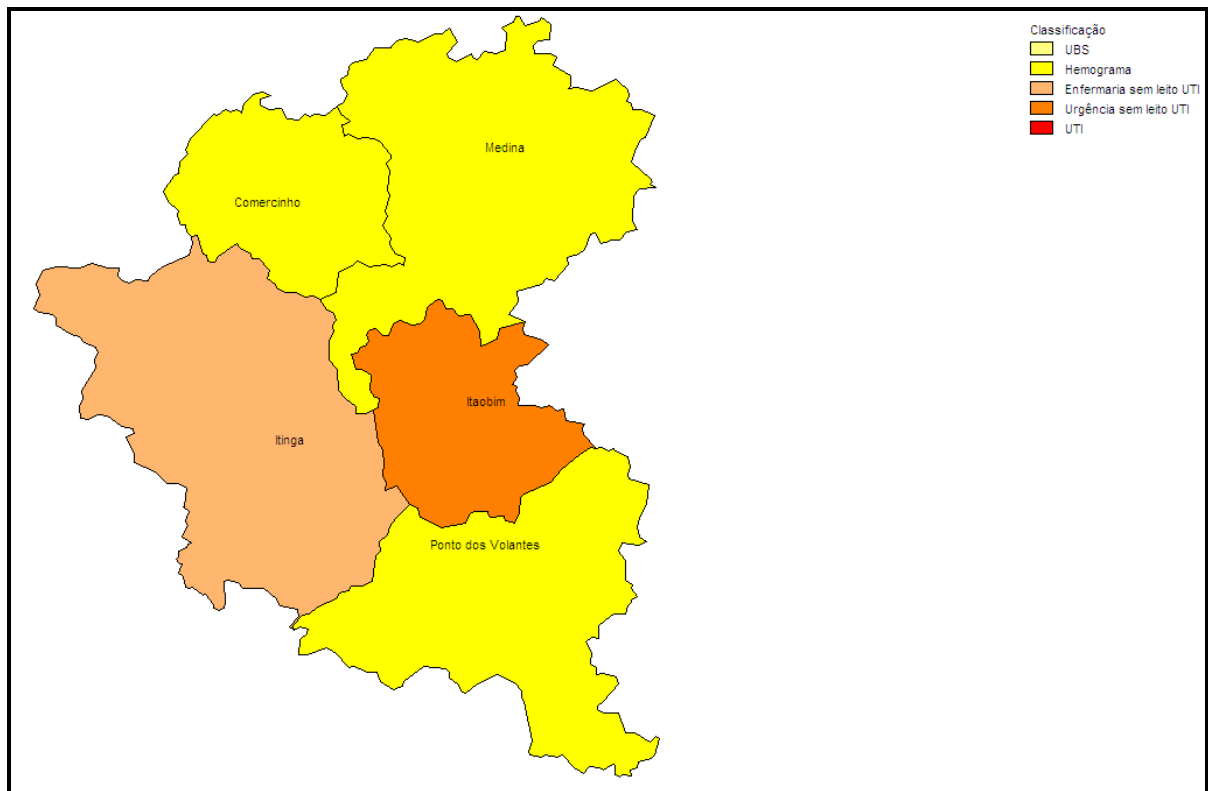 Classificação
UBS
Hemograma
Enfermaria sem leito UTI
Urgência sem leito UTI
UTI
Medina
Comercinho
Itaobim
Itinga
Ponto dos Volantes